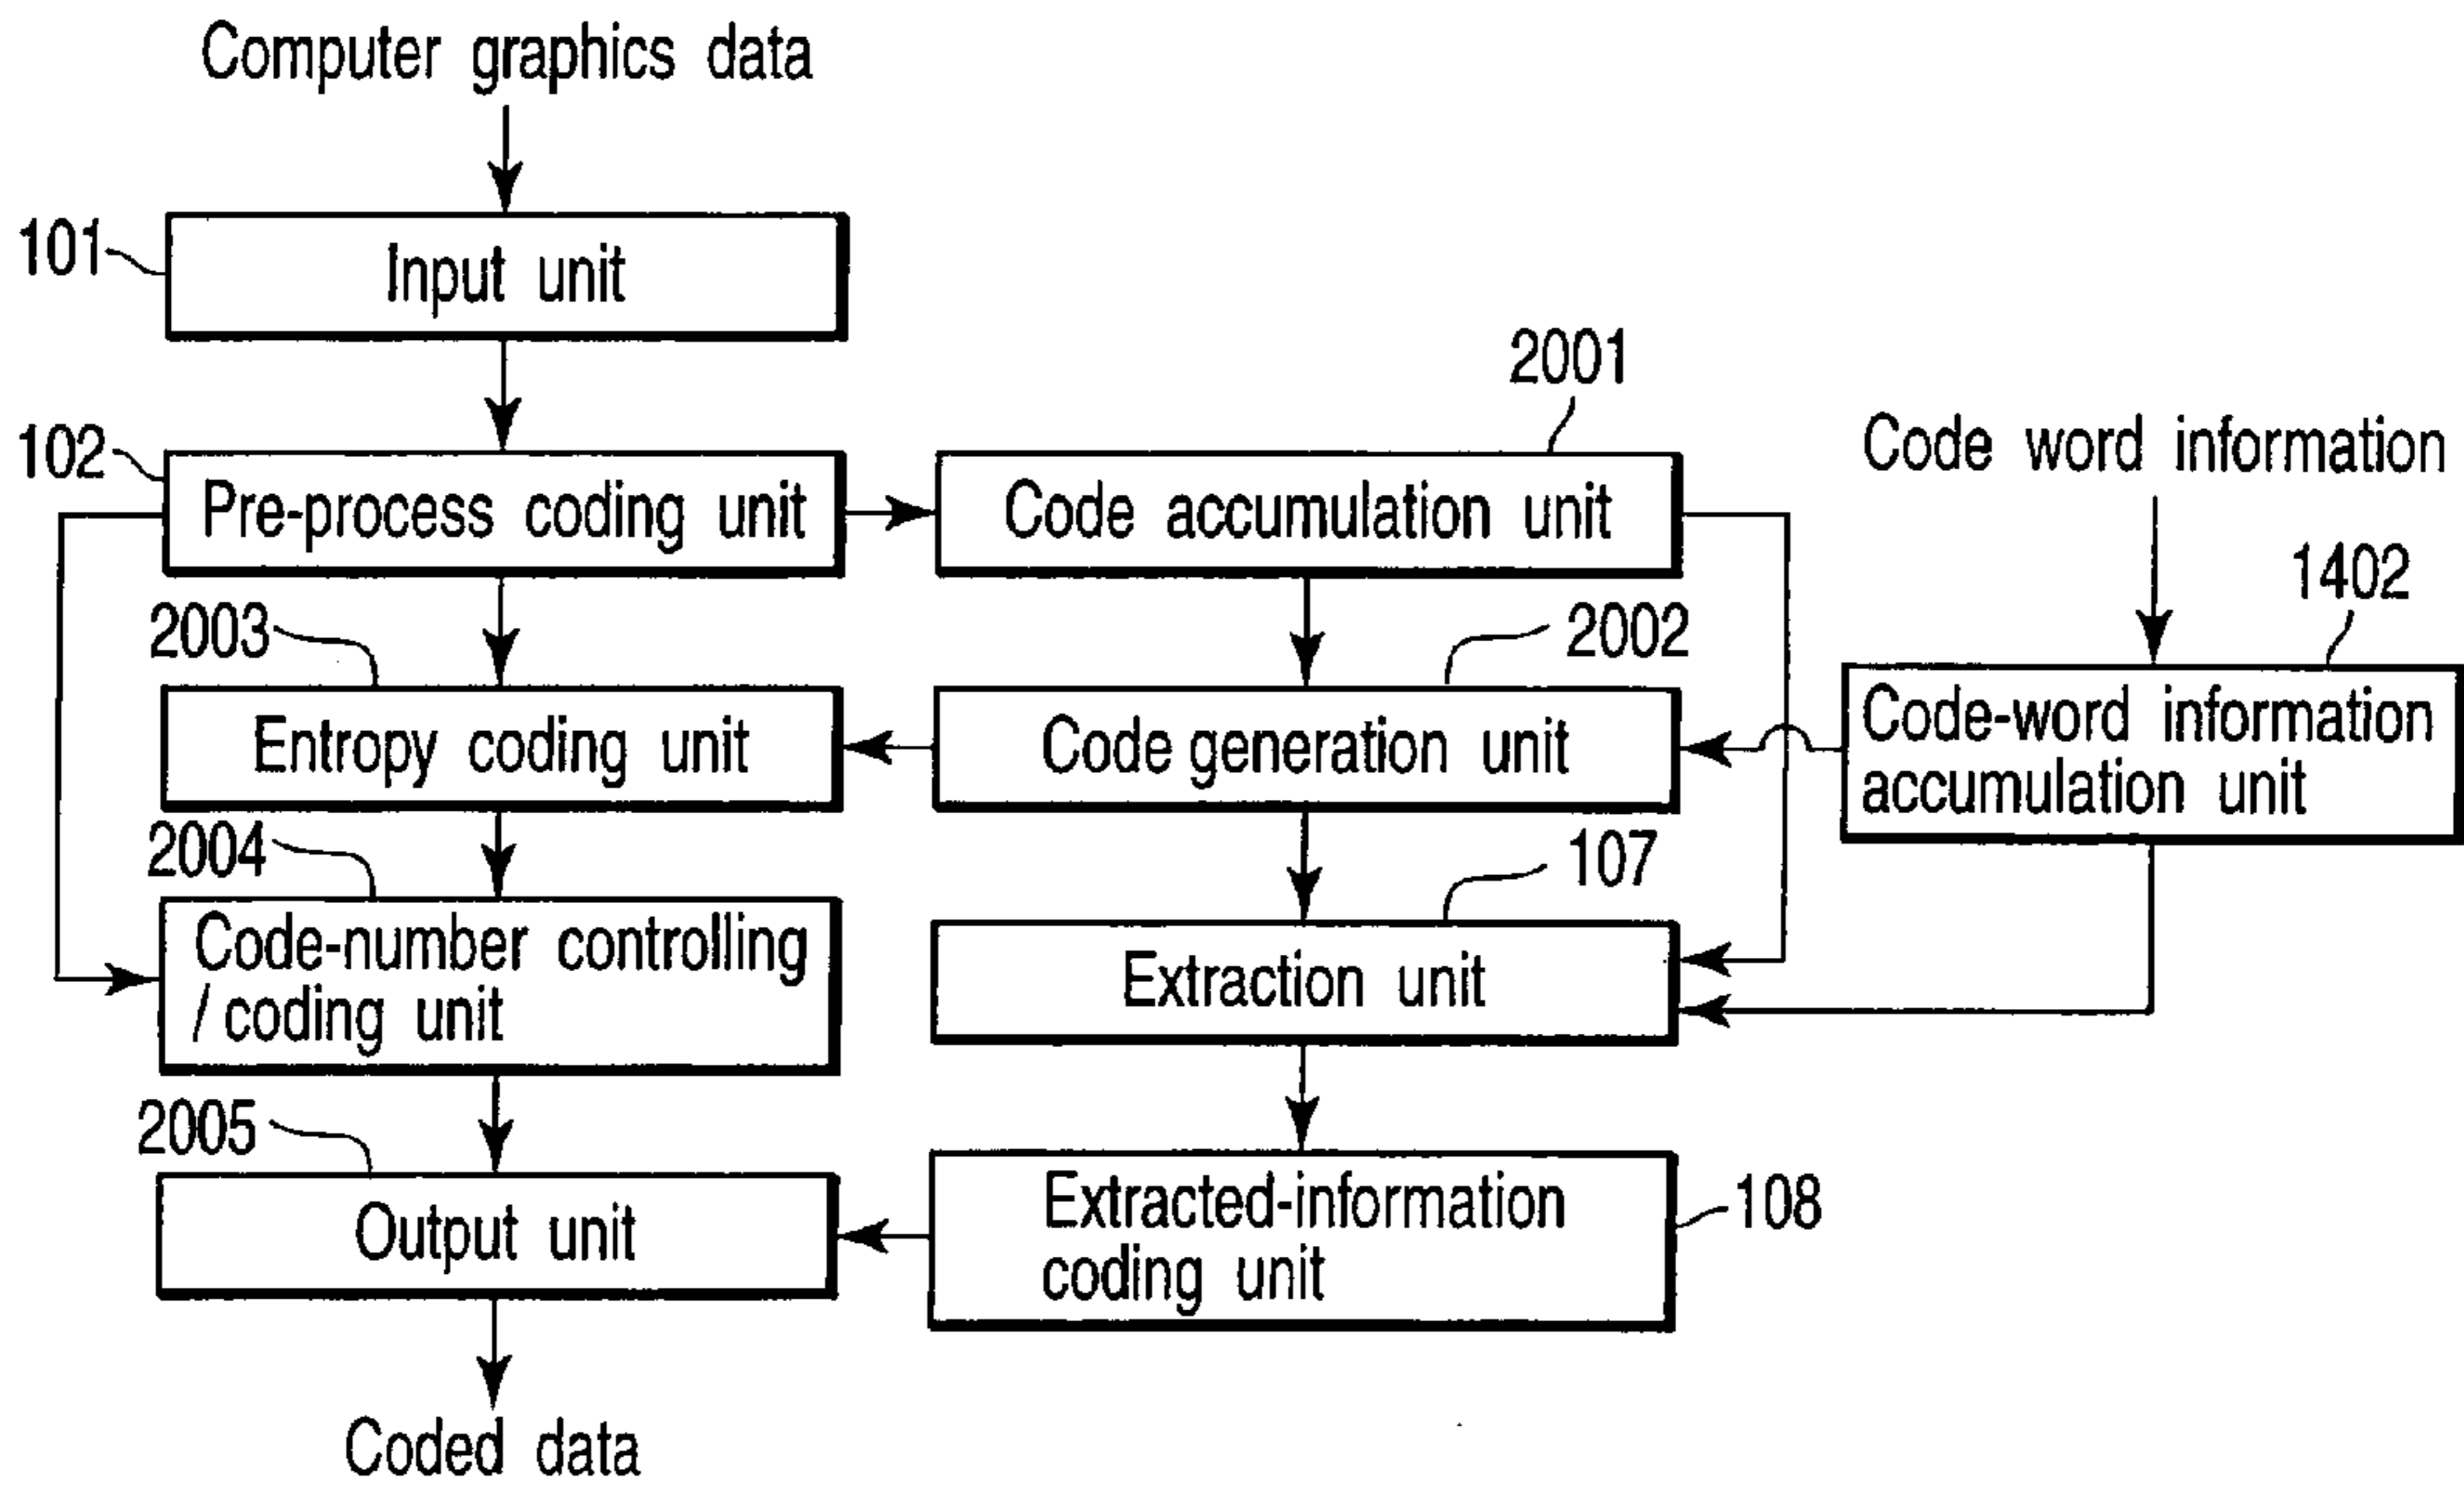 Computer graphics data
101
Input unit
2001
102
Pre-process coding unit
Code accumulation unit
Code word information
1402
2003
2002
Entropy coding unit
Code generation unit
Code-word information
accumulation unit
2004
107
Code-number controlling
/ coding unit
Extraction unit
2005
Output unit
Extracted-information
coding unit
108
Coded data